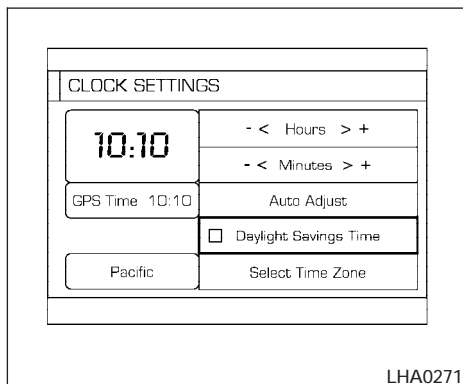 CLOCK SETTINGS
10:10
- < Hours > +
- < Minutes > +
GPS Time 10:10
Auto Adjust
Daylight Savings Time
Pacific
Select Time Zone
LHA0271